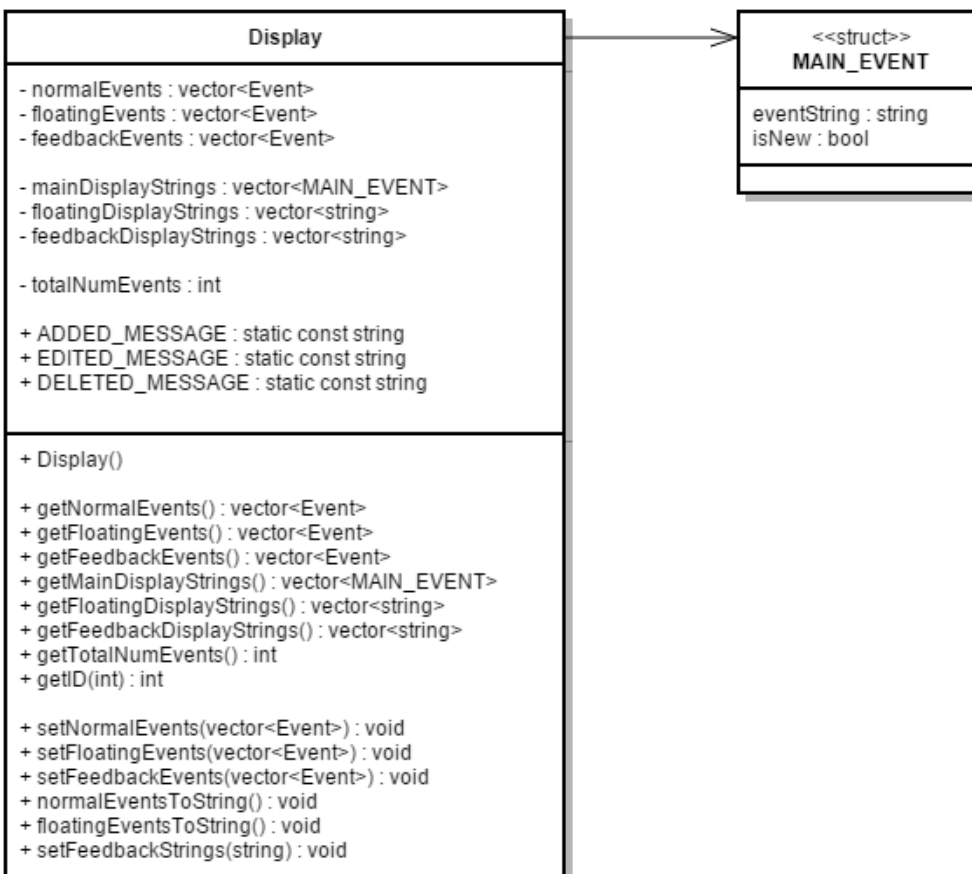 Display
- normalEvents : vector<Event>
- floatingEvents : vector<Event>
- feedbackEvents : vector<Event>
- mainDisplayStrings : vector<MAIN_EVENT>
- floatingDisplayStrings : vector<string>
- feedbackDisplayStrings : vector<string>
- totalNumEvents : int
+ ADDED_MESSAGE : static const string
+ EDITED_MESSAGE : static const string
+ DELETED_MESSAGE : static const string
+ Display()
+ getNormalEvents() : vector<Event>
+ getFloatingEvents() : vector<Event>
+ getFeedbackEvents() : vector<Event>
+ getMainDisplayStrings() : vector<MAIN_EVENT>
+ getFloatingDisplayStrings() : vector<string>
+ getFeedbackDisplayStrings() : vector<string>
+ getTotalNumEvents() : int
+ getID(int) : int
+ setNormalEvents(vector<Event>) : void
+ setFloatingEvents(vector<Event>) : void
+ setFeedbackEvents(vector<Event>) : void
+ normalEventsToString() : void
+ floatingEventsToString() : void
+ setFeedbackStrings(string) : void
<<struct>>
MAIN_EVENT
eventString : string
isNew : bool